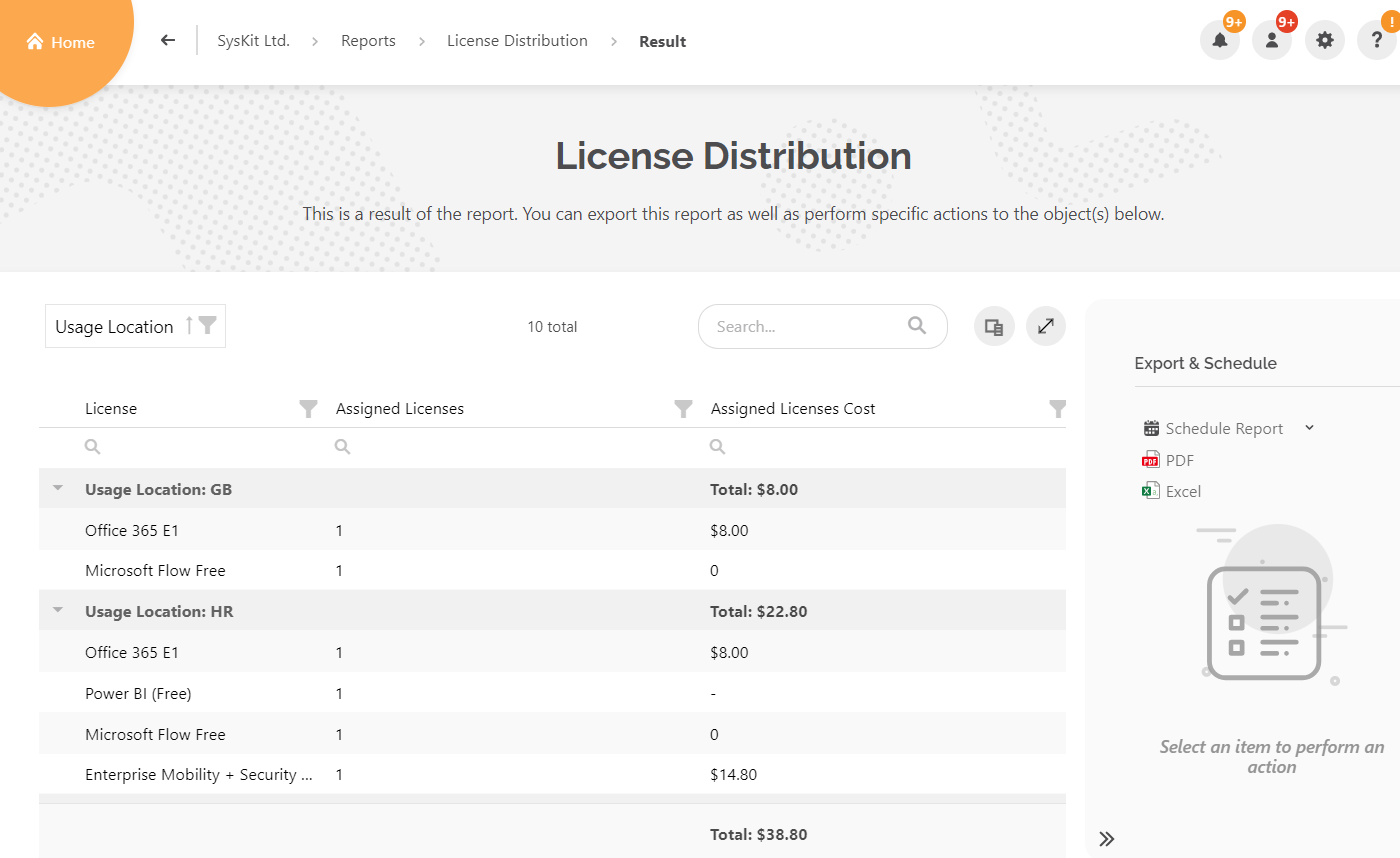 Home
SysKit Ltd. > Reports > License Distribution > Result
9+
9+
!
?
License Distribution
This is a result of the report. You can export this report as well as perform specific actions to the object(s) below.
Usage Location
10 total
Search...
License Assigned Licenses Assigned Licenses Cost
Usage Location: GB Total: $8.00
Office 365 E1 1 $8.00
Microsoft Flow Free 1 0
Usage Location: HR Total: $22.80
Office 365 E1 1 $8.00
Power BI (Free) 1 -
Microsoft Flow Free 1 0
Enterprise Mobility + Security ... 1 $14.80
Total: $38.80
Export & Schedule
Schedule Report
PDF
Excel
Select an item to perform an
action